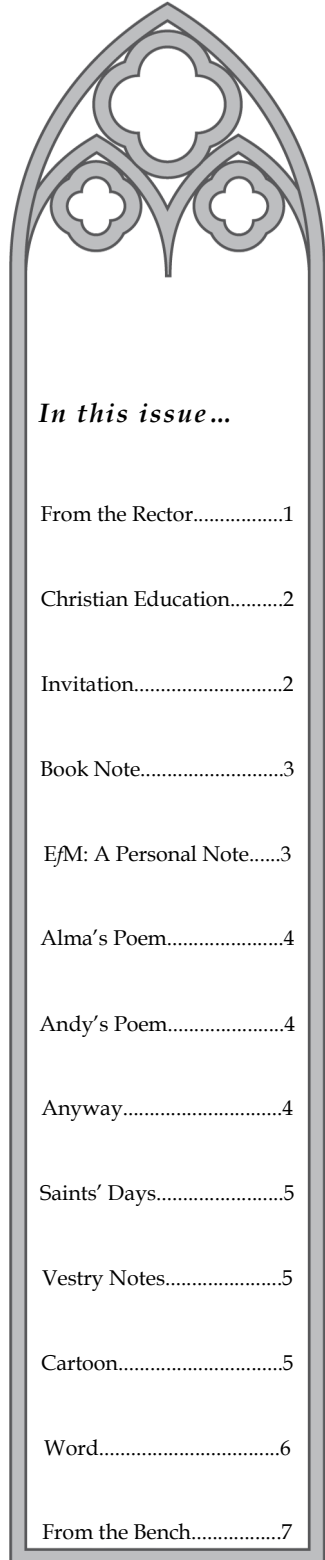 In this issue…
From the Rector.................1
Christian Education..........2
Invitation............................2
Book Note...........................3
EfM: A Personal Note......3
Alma’s Poem......................4
Andy’s Poem......................4
Anyway..............................4
Saints’ Days........................5
Vestry Notes......................5
Cartoon...............................5
Word..................................6
From the Bench.................7